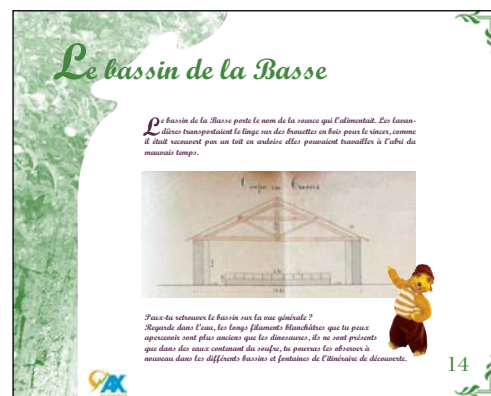 Le bassin de la Basse
Le bassin de la Basse porte le nom de la source qui l'alimentait. Les lavan-
dières transportaient le linge sur des brouettes en bois pour le rincer, comme
il était recouvert par un toit en ardoise elles pouvaient travailler à l'abri du
mauvais temps.
Coupe en Travers
Peux-tu retrouver le bassin sur la vue générale ?
Regarde dans l'eau, les longs filaments blanchâtres que tu peux
apercevoir sont plus anciens que les dinosaures, ils ne sont présents
que dans des eaux contenant du soufre, tu pourras les observer à
nouveau dans les différents bassins et fontaines de l'itinéraire de découverte.
14
AX